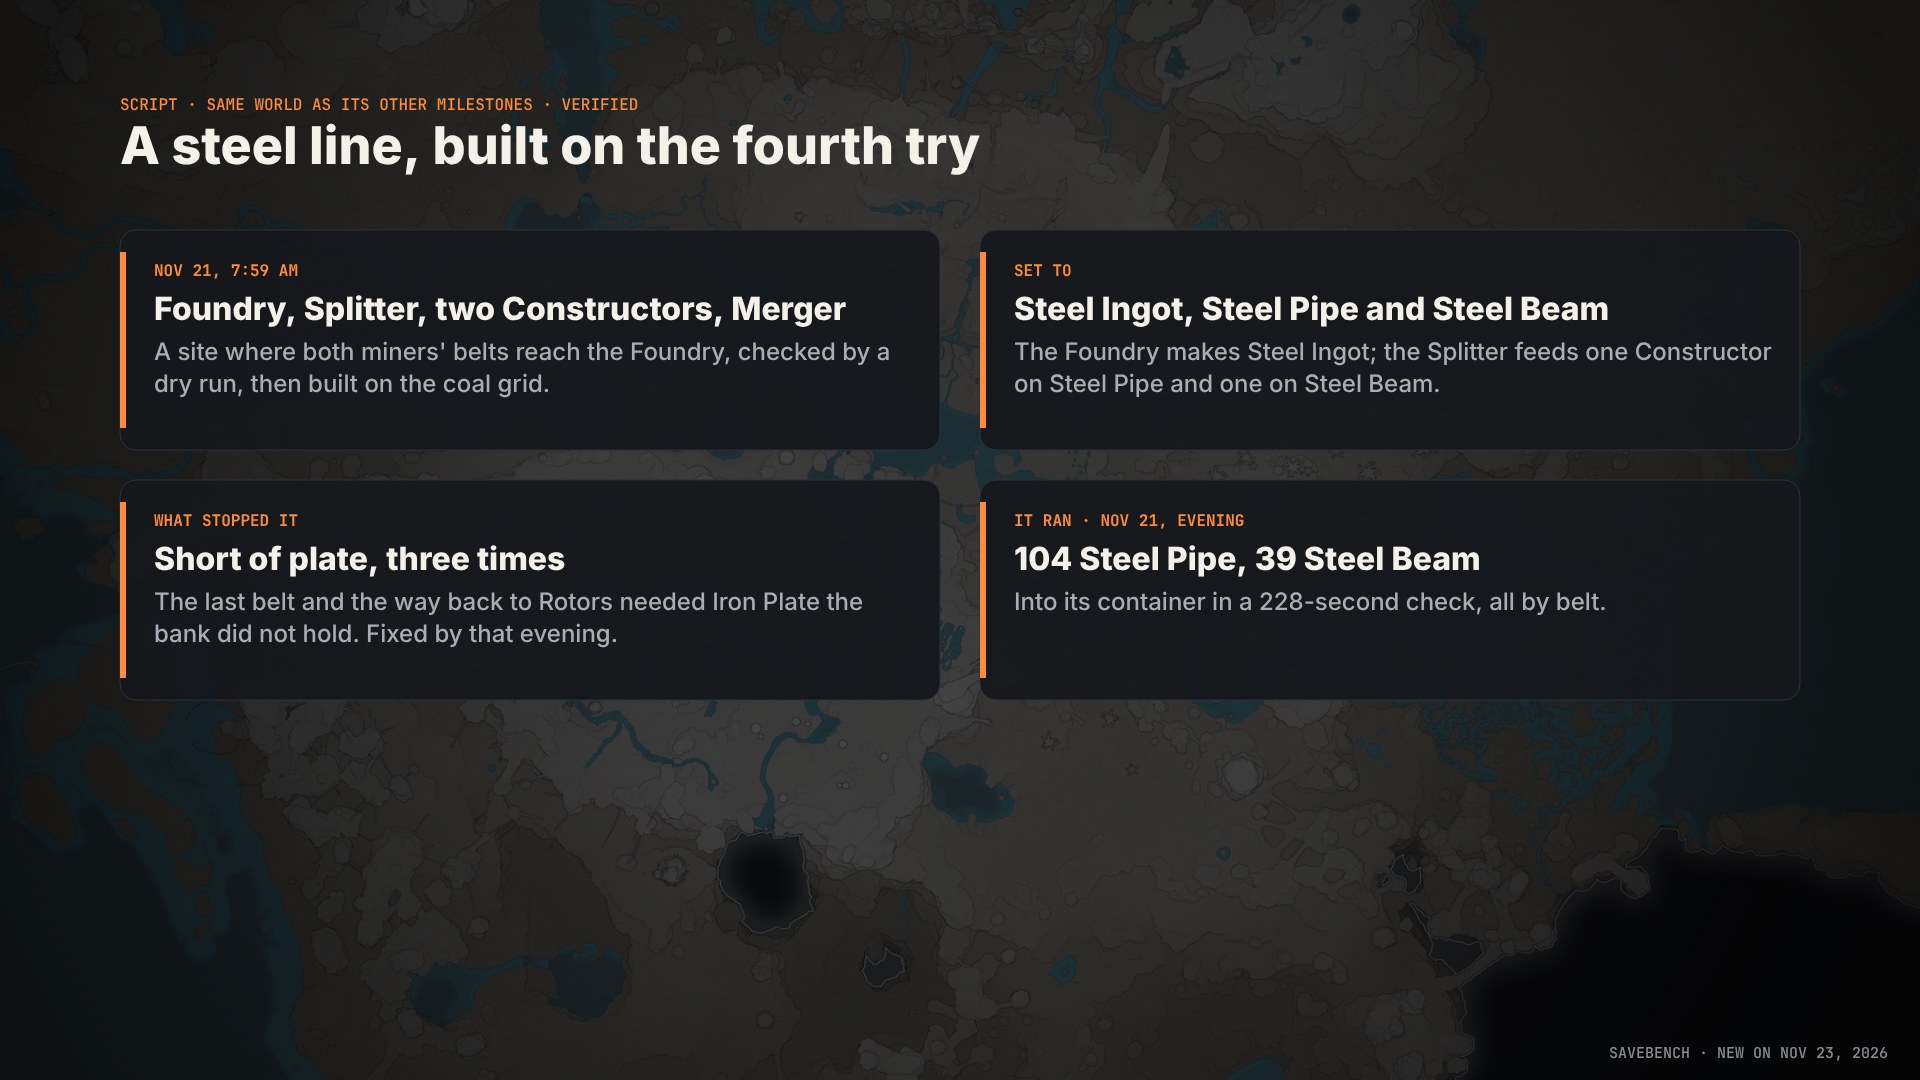 SCRIPT · SAME WORLD AS ITS OTHER MILESTONES · VERIFIED
A steel line, built on the fourth try
NOV 21, 7:59 AM
Foundry, Splitter, two Constructors, Merger
A site where both miners' belts reach the Foundry, checked by a
dry run, then built on the coal grid.
SET TO
Steel Ingot, Steel Pipe and Steel Beam
The Foundry makes Steel Ingot; the Splitter feeds one Constructor
on Steel Pipe and one on Steel Beam.
WHAT STOPPED IT
Short of plate, three times
The last belt and the way back to Rotors needed Iron Plate the
bank did not hold. Fixed by that evening.
IT RAN · NOV 21, EVENING
104 Steel Pipe, 39 Steel Beam
Into its container in a 228-second check, all by belt.
SAVEBENCH · NEW ON NOV 23, 2026